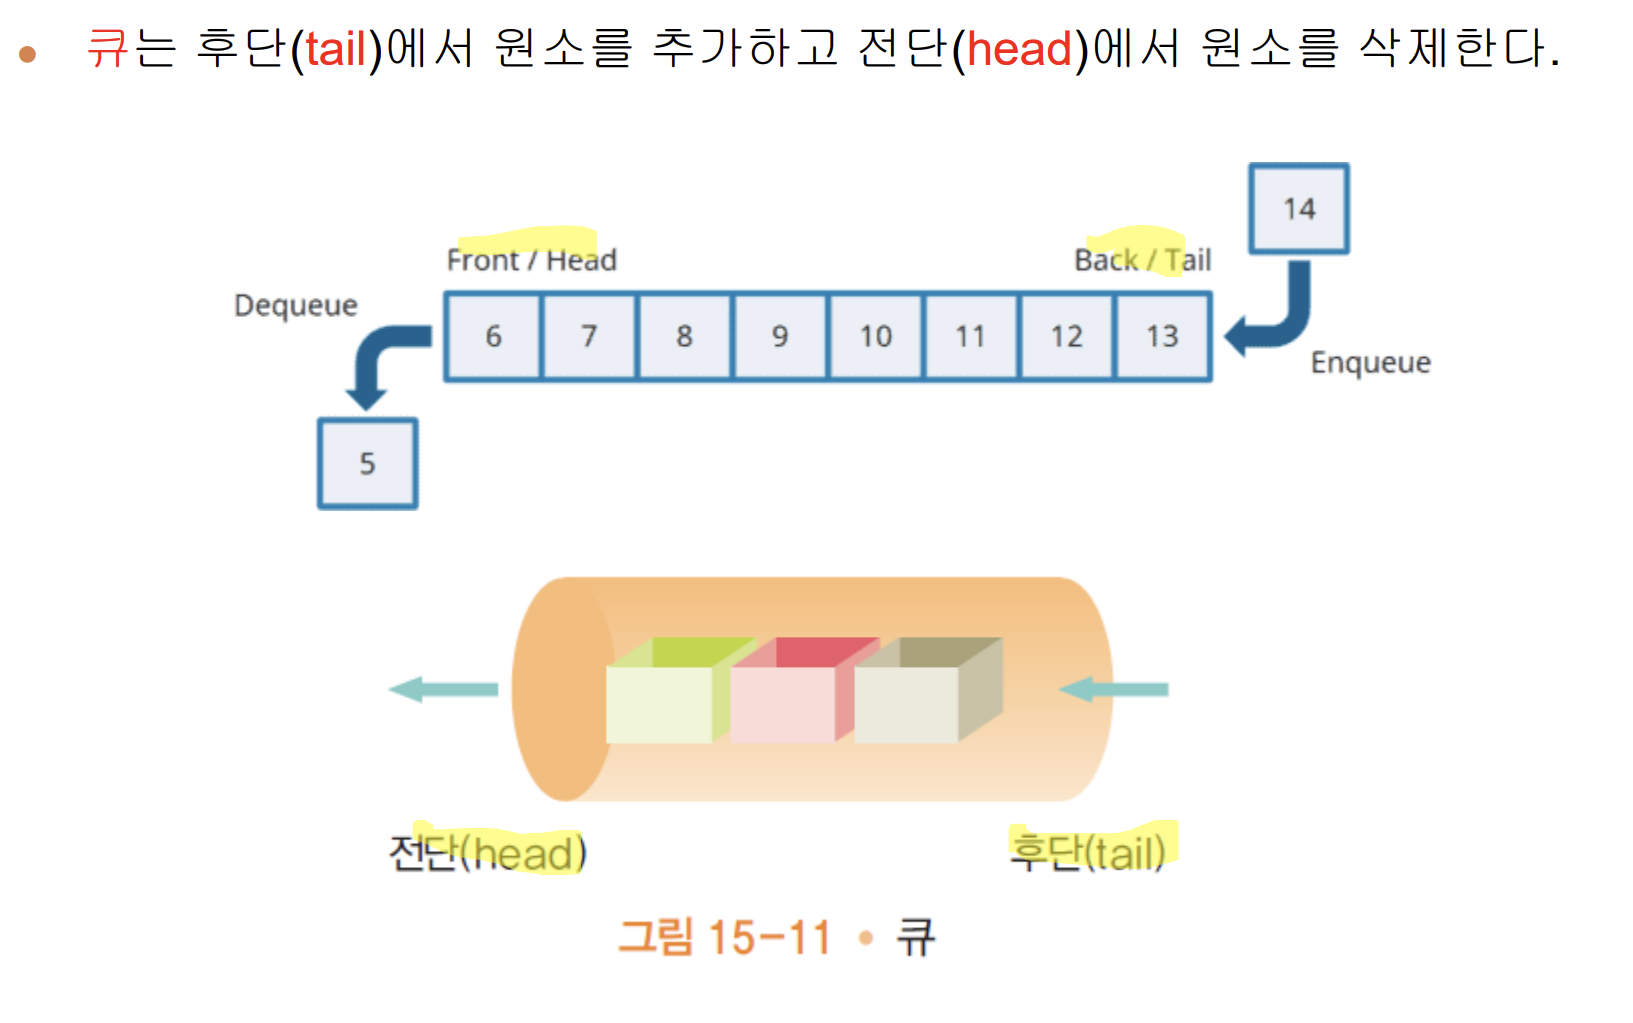 • 큐는 후단(tail)에서 원소를 추가하고 전단(head)에서 원소를 삭제한다.
14
Front / Head
Back / Tail
Dequeue
6 7 8 9 10 11 12 13
Enqueue
5
전단(head)
후단(tail)
그림 15-11 • 큐